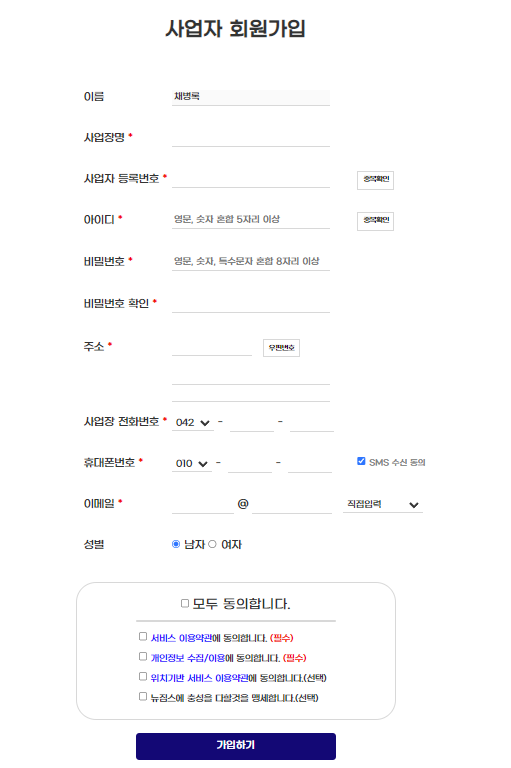 사업자 회원가입
이름 채병록
사업장명 *
사업자 등록번호 * 중복확인
아이디 * 영문, 숫자 혼합 5자리 이상 중복확인
비밀번호 * 영문, 숫자, 특수문자 혼합 8자리 이상
비밀번호 확인 *
주소 * 우편번호
사업장 전화번호 * 042 - -
휴대폰번호 * 010 - - SMS 수신 동의
이메일 * @ 직접입력
성별 남자 여자
모두 동의합니다.
서비스 이용약관에 동의합니다. (필수)
개인정보 수집/이용에 동의합니다. (필수)
위치기반 서비스 이용약관에 동의합니다.(선택)
뉴집스에 충성을 다할것을 맹세합니다.(선택)
가입하기